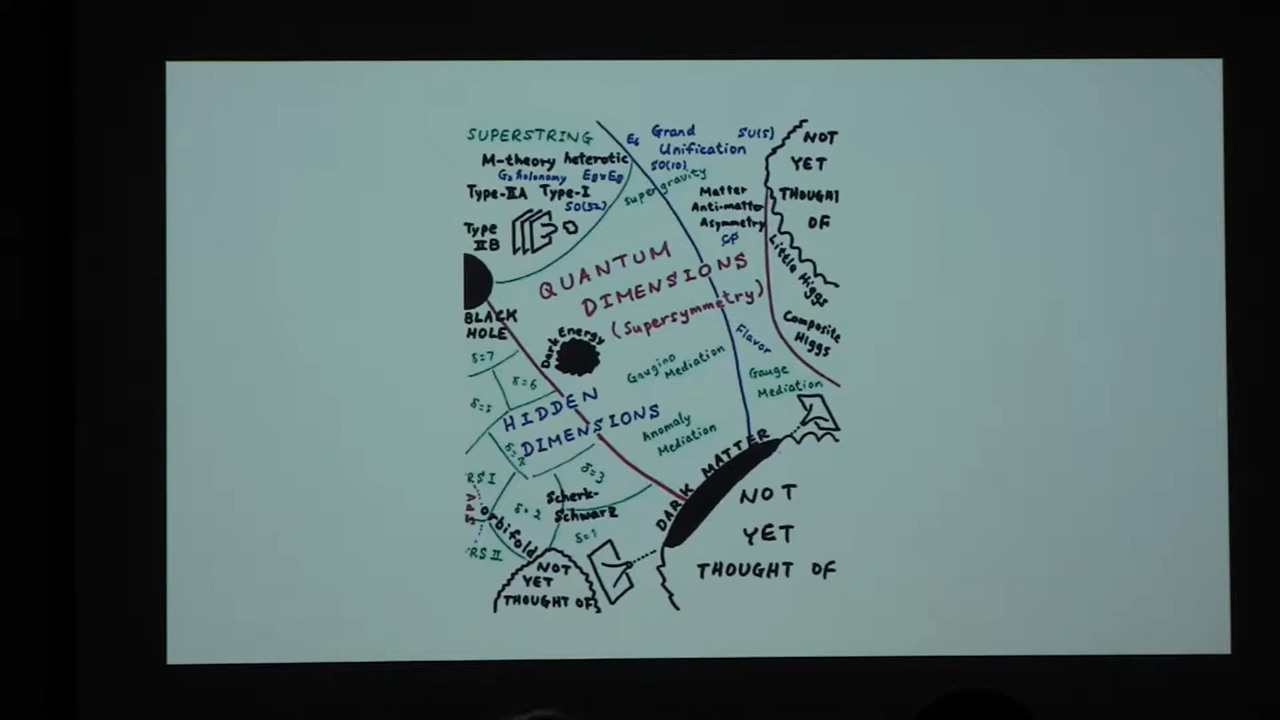 SUPERSTRING
M-theory heterotic
G₂ holonomy E₈×E₈
Type-IIA Type-I
SO(32)
Type
IIB
BLACK
HOLE
E₆ Grand SU(5)
Unification
SO(10)
supergravity
Matter
Anti-matter
Asymmetry
CP
NOT
YET
THOUGHT
OF
Little Higgs
Composite
Higgs
QUANTUM
DIMENSIONS
(Supersymmetry)
Dark Energy
Flavor
Gaugino
Mediation
Gauge
Mediation
Anomaly
Mediation
δ=7
δ=6
δ=5
HIDDEN
DIMENSIONS
δ=3
RS I
AdS
RS II
orbifold
δ=2
Scherk-
Schwarz
δ=1
DARK MATTER
NOT
YET
THOUGHT OF
NOT
YET
THOUGHT OF